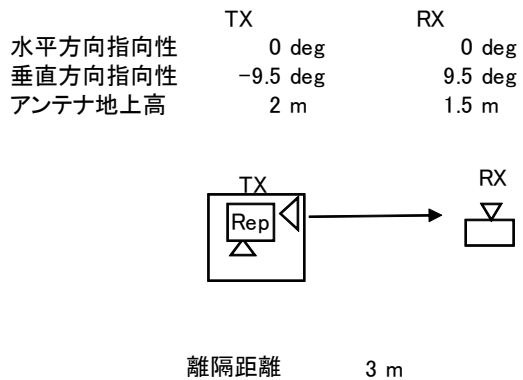 TX RX
水平方向指向性 0 deg 0 deg
垂直方向指向性 -9.5 deg 9.5 deg
アンテナ地上高 2 m 1.5 m
TX RX
Rep
離隔距離 3 m